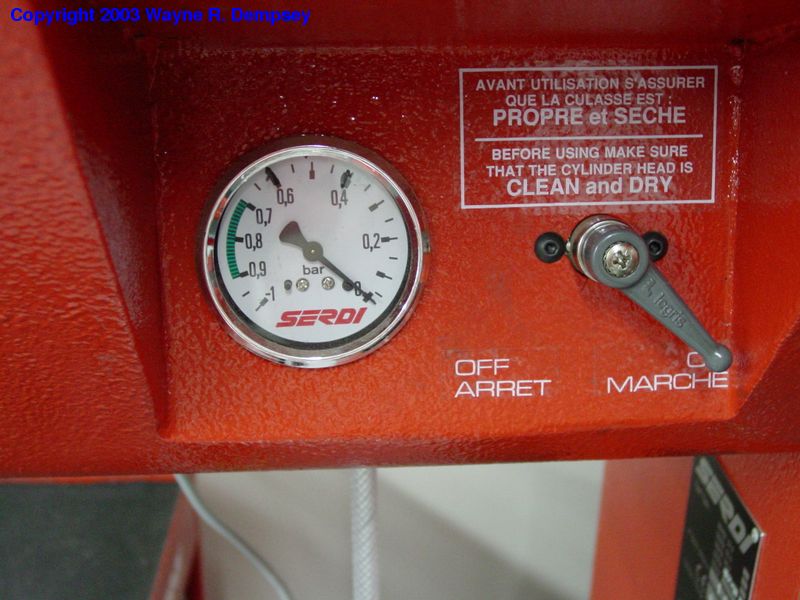 Copyright 2003 Wayne R. Dempsey
AVANT UTILISATION S'ASSURER
QUE LA CULASSE EST :
PROPRE et SECHE
BEFORE USING MAKE SURE
THAT THE CYLINDER HEAD IS
CLEAN and DRY
0,6
0,4
0,7
0,8
0,2
0,9
bar
-1
0
SERDI
legris
OFF
ARRET
MARCHE
SERDI